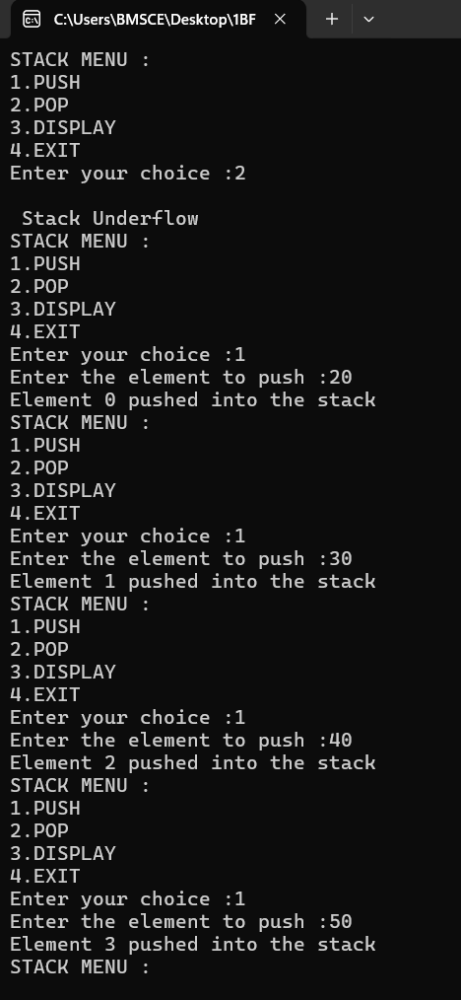 C:\Users\BMSCE\Desktop\1BF
STACK MENU :
1.PUSH
2.POP
3.DISPLAY
4.EXIT
Enter your choice :2
Stack Underflow
STACK MENU :
1.PUSH
2.POP
3.DISPLAY
4.EXIT
Enter your choice :1
Enter the element to push :20
Element 0 pushed into the stack
STACK MENU :
1.PUSH
2.POP
3.DISPLAY
4.EXIT
Enter your choice :1
Enter the element to push :30
Element 1 pushed into the stack
STACK MENU :
1.PUSH
2.POP
3.DISPLAY
4.EXIT
Enter your choice :1
Enter the element to push :40
Element 2 pushed into the stack
STACK MENU :
1.PUSH
2.POP
3.DISPLAY
4.EXIT
Enter your choice :1
Enter the element to push :50
Element 3 pushed into the stack
STACK MENU :